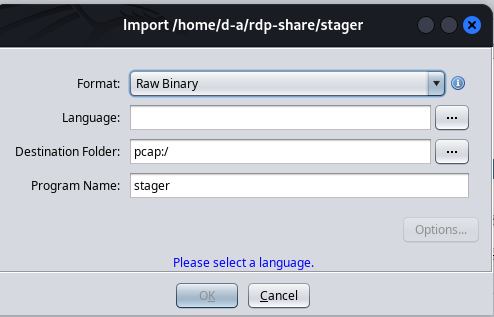 Import /home/d-a/rdp-share/stager
Format: Raw Binary
Language: ...
Destination Folder: pcap:/ ...
Program Name: stager
Options...
Please select a language.
OK Cancel